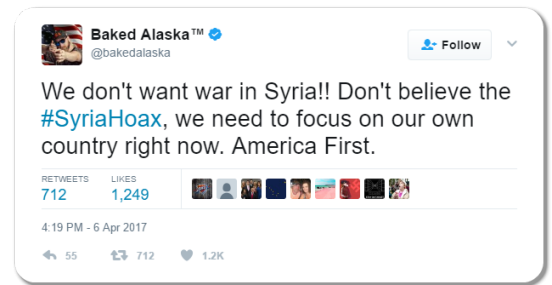 Baked Alaska™
@bakedalaska
Follow
We don't want war in Syria!! Don't believe the
#SyriaHoax, we need to focus on our own
country right now. America First.
RETWEETS LIKES
712 1,249
4:19 PM - 6 Apr 2017
55 712 1.2K